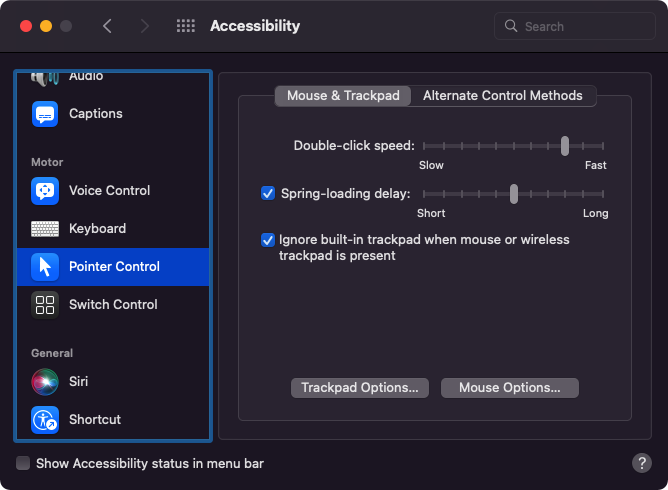 Accessibility
Search
Audio
Captions
Motor
Voice Control
Keyboard
Pointer Control
Switch Control
General
Siri
Shortcut
Mouse & Trackpad
Alternate Control Methods
Double-click speed:
Slow
Fast
Spring-loading delay:
Short
Long
Ignore built-in trackpad when mouse or wireless
trackpad is present
Trackpad Options...
Mouse Options...
Show Accessibility status in menu bar
?